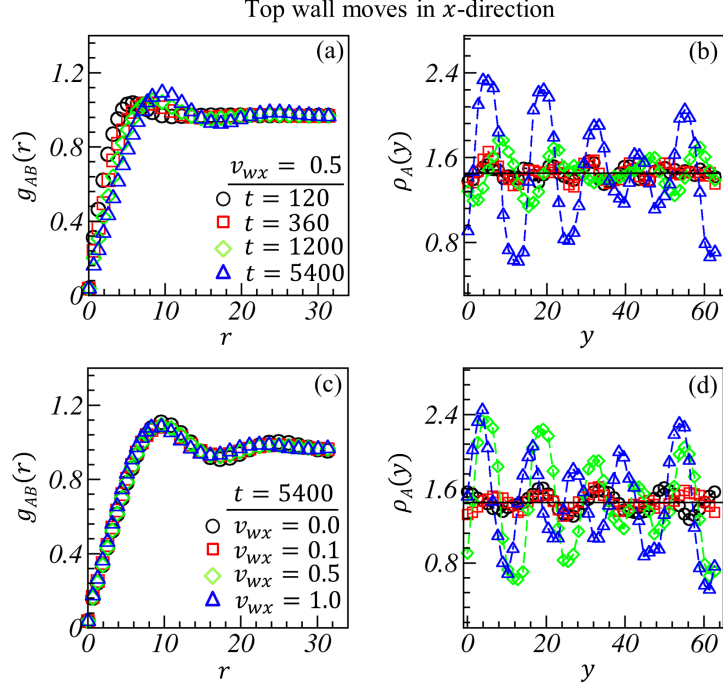 Top wall moves in x-direction
(a)
1.2
0.8
0.4
0
g_AB(r)
v_wx = 0.5
t = 120
t = 360
t = 1200
t = 5400
0
10
20
30
r
(b)
2.4
1.6
0.8
ρ_A(y)
0
20
40
60
y
(c)
1.2
0.8
0.4
0
g_AB(r)
t = 5400
v_wx = 0.0
v_wx = 0.1
v_wx = 0.5
v_wx = 1.0
0
10
20
30
r
(d)
2.4
1.6
0.8
ρ_A(y)
0
20
40
60
y